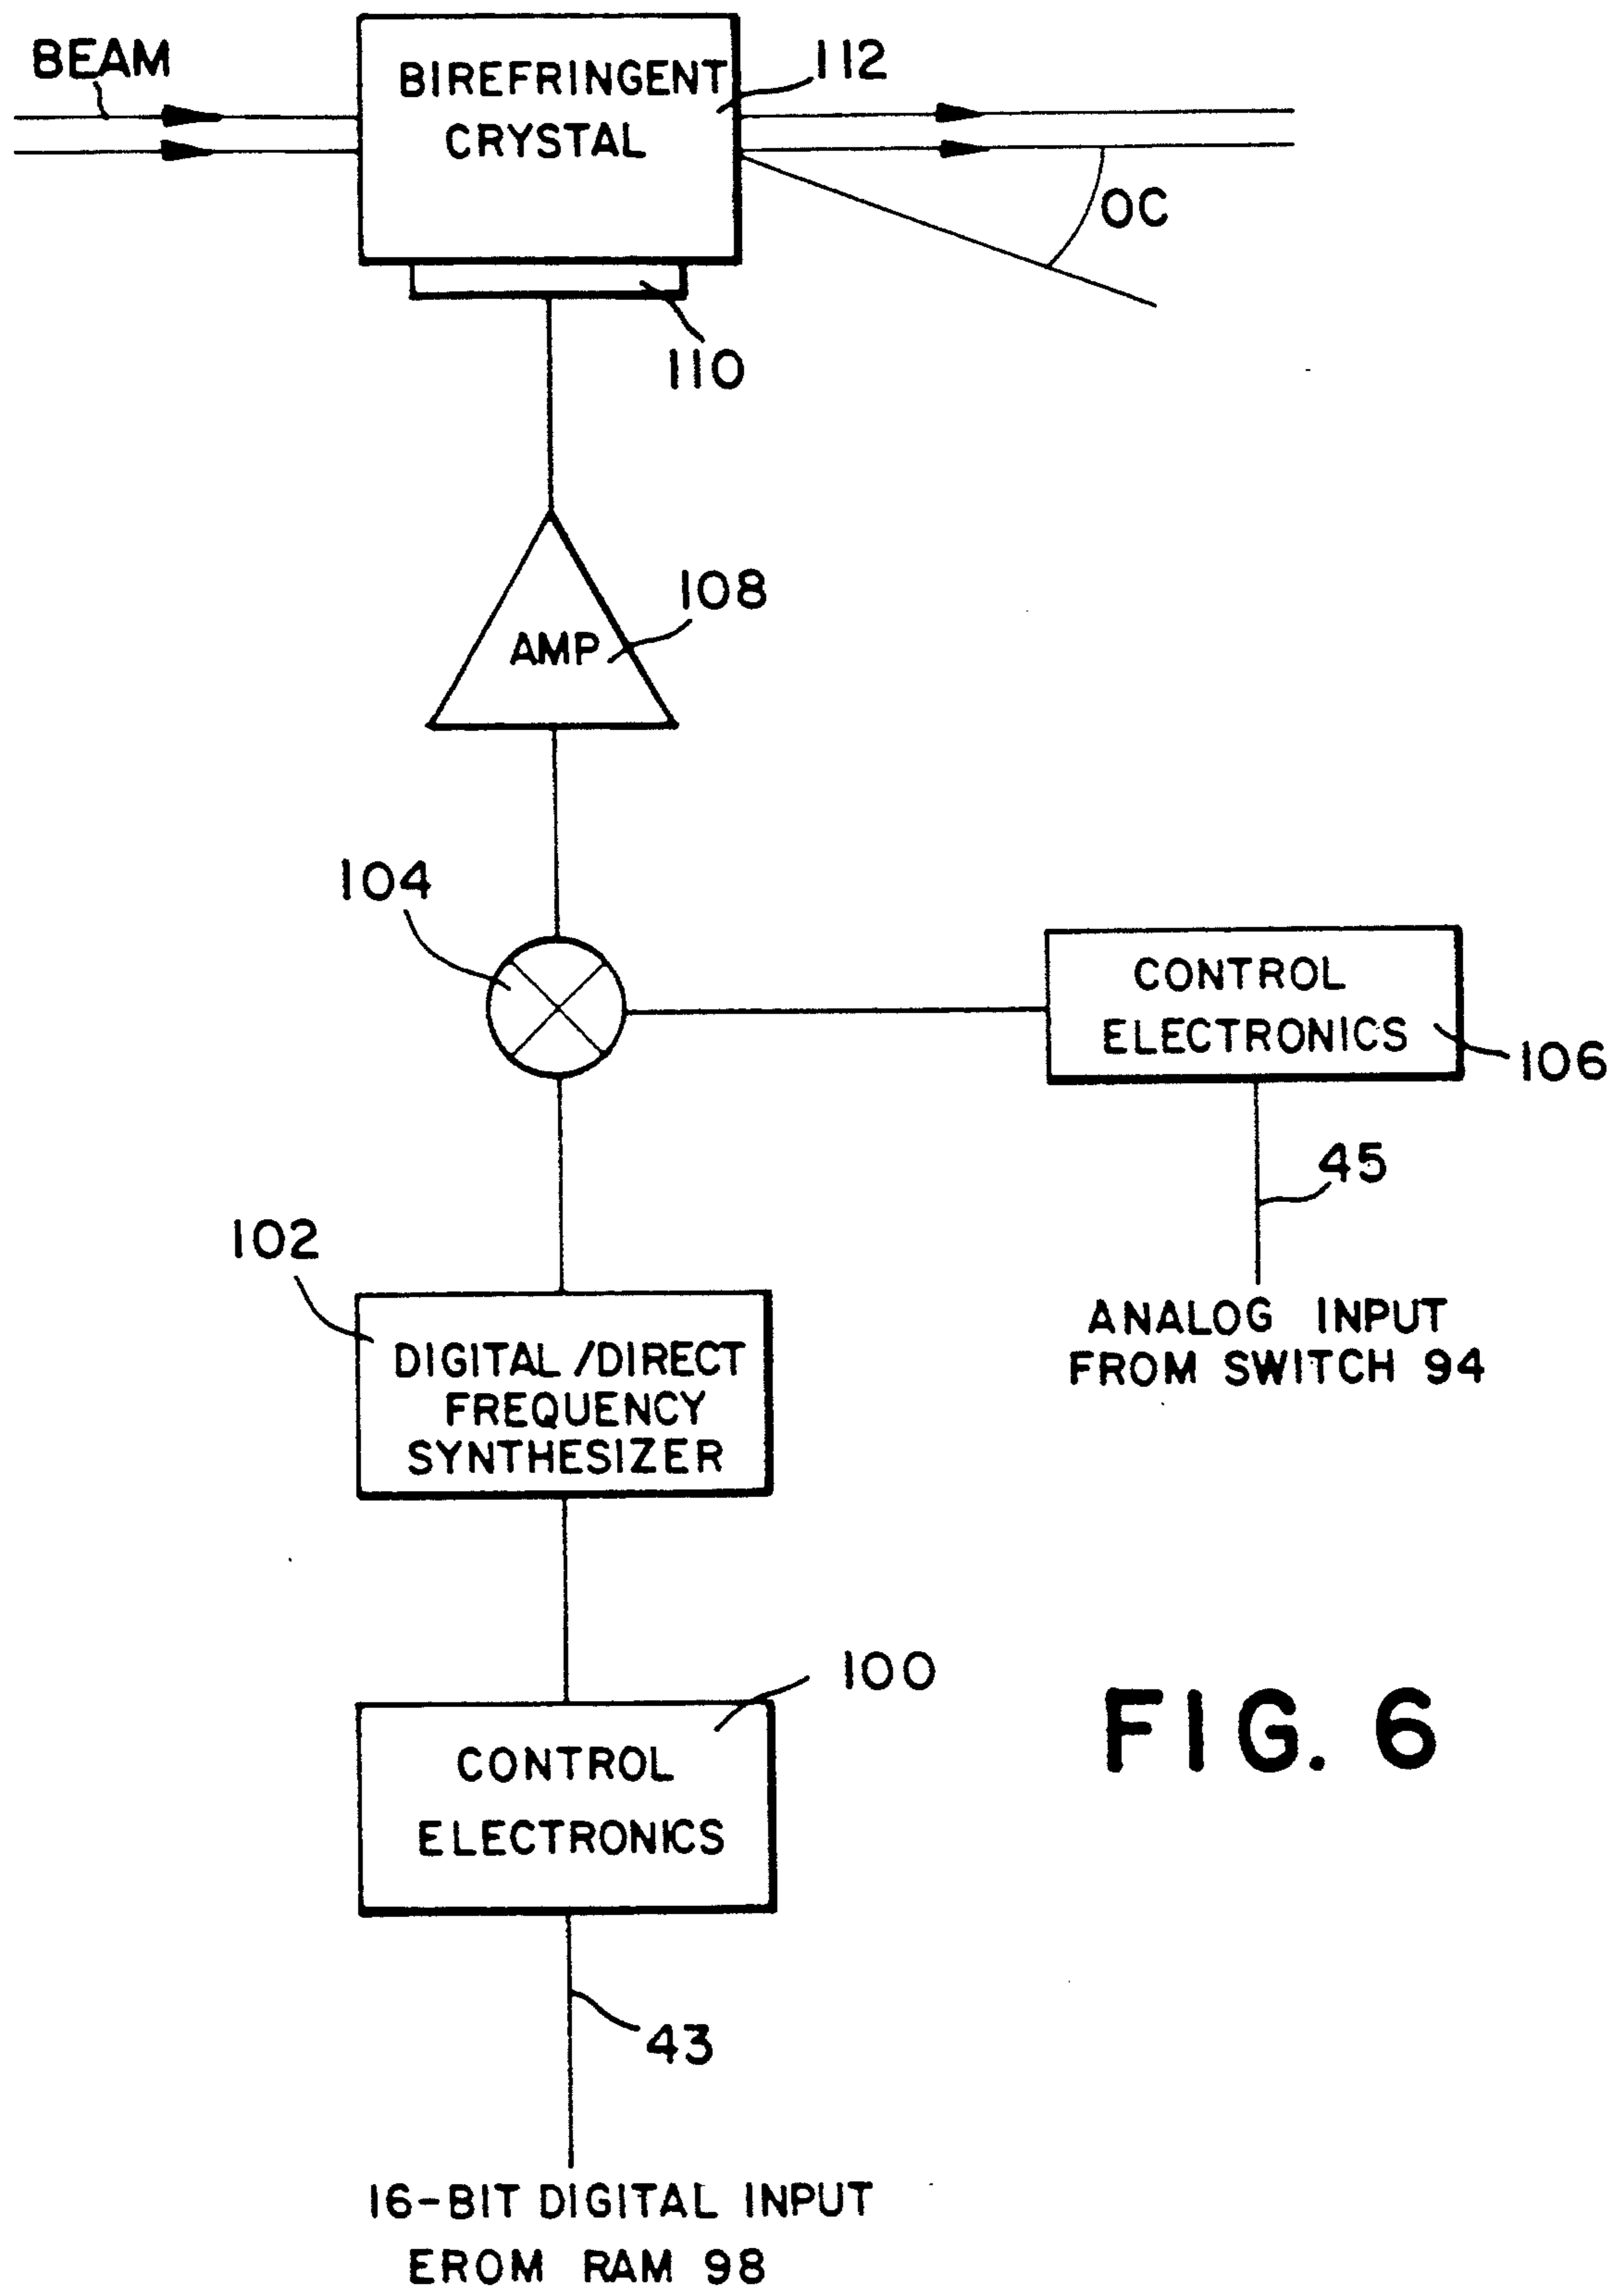 BEAM
BIREFRINGENT
CRYSTAL
112
OC
110
AMP
108
104
CONTROL
ELECTRONICS
106
45
ANALOG INPUT
FROM SWITCH 94
102
DIGITAL/DIRECT
FREQUENCY
SYNTHESIZER
100
CONTROL
ELECTRONICS
FIG. 6
43
16-BIT DIGITAL INPUT
EROM RAM 98